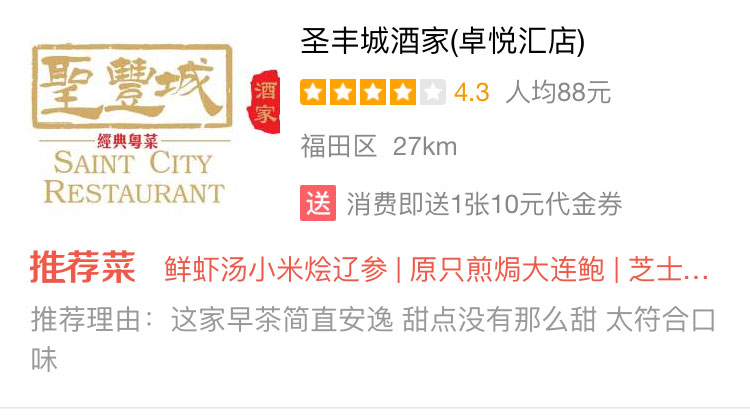 圣丰城酒家(卓悦汇店)
聖豐城
酒家
經典粤菜
SAINT CITY
RESTAURANT
4.3 人均88元
福田区 27km
送 消费即送1张10元代金券
推荐菜 鲜虾汤小米烩辽参 | 原只煎焗大连鲍 | 芝士...
推荐理由：这家早茶简直安逸 甜点没有那么甜 太符合口
味